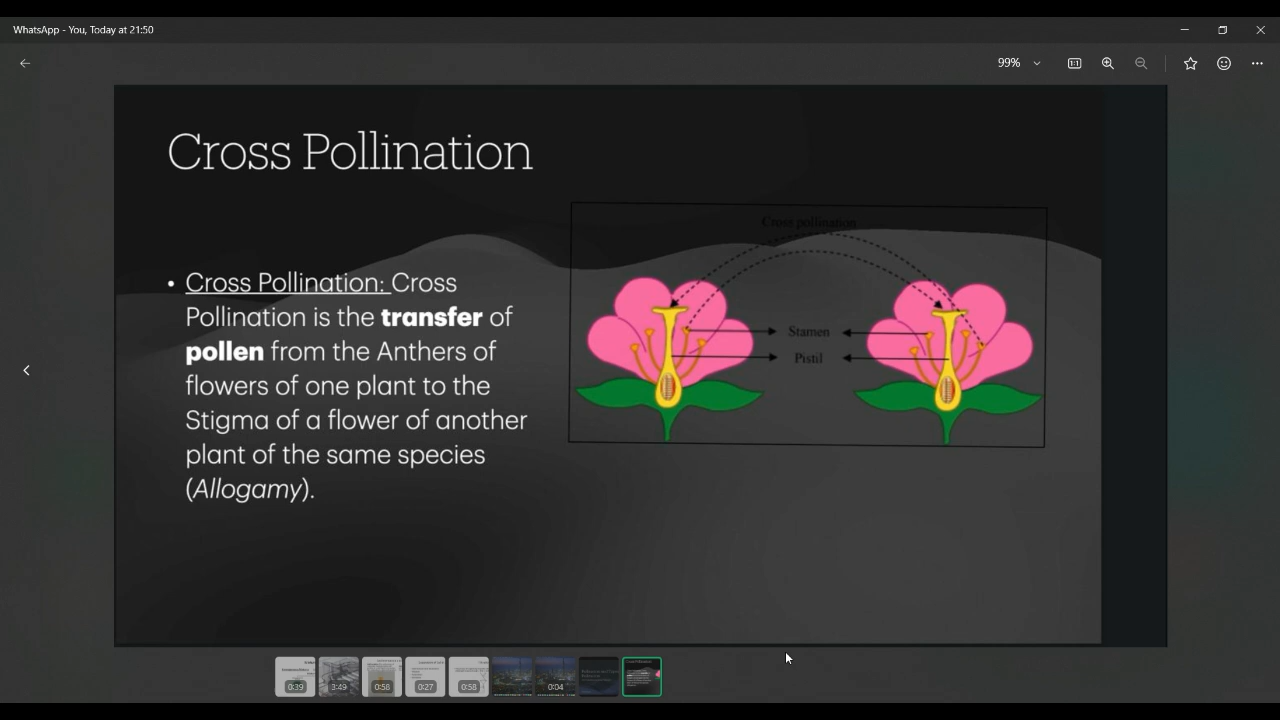 WhatsApp - You, Today at 21:50
99%
1:1
Cross Pollination
Cross pollination
• Cross Pollination: Cross
Pollination is the transfer of
pollen from the Anthers of
flowers of one plant to the
Stigma of a flower of another
plant of the same species
(Allogamy).
Stamen
Pistil
0:39
3:49
0:58
0:27
0:58
0:04